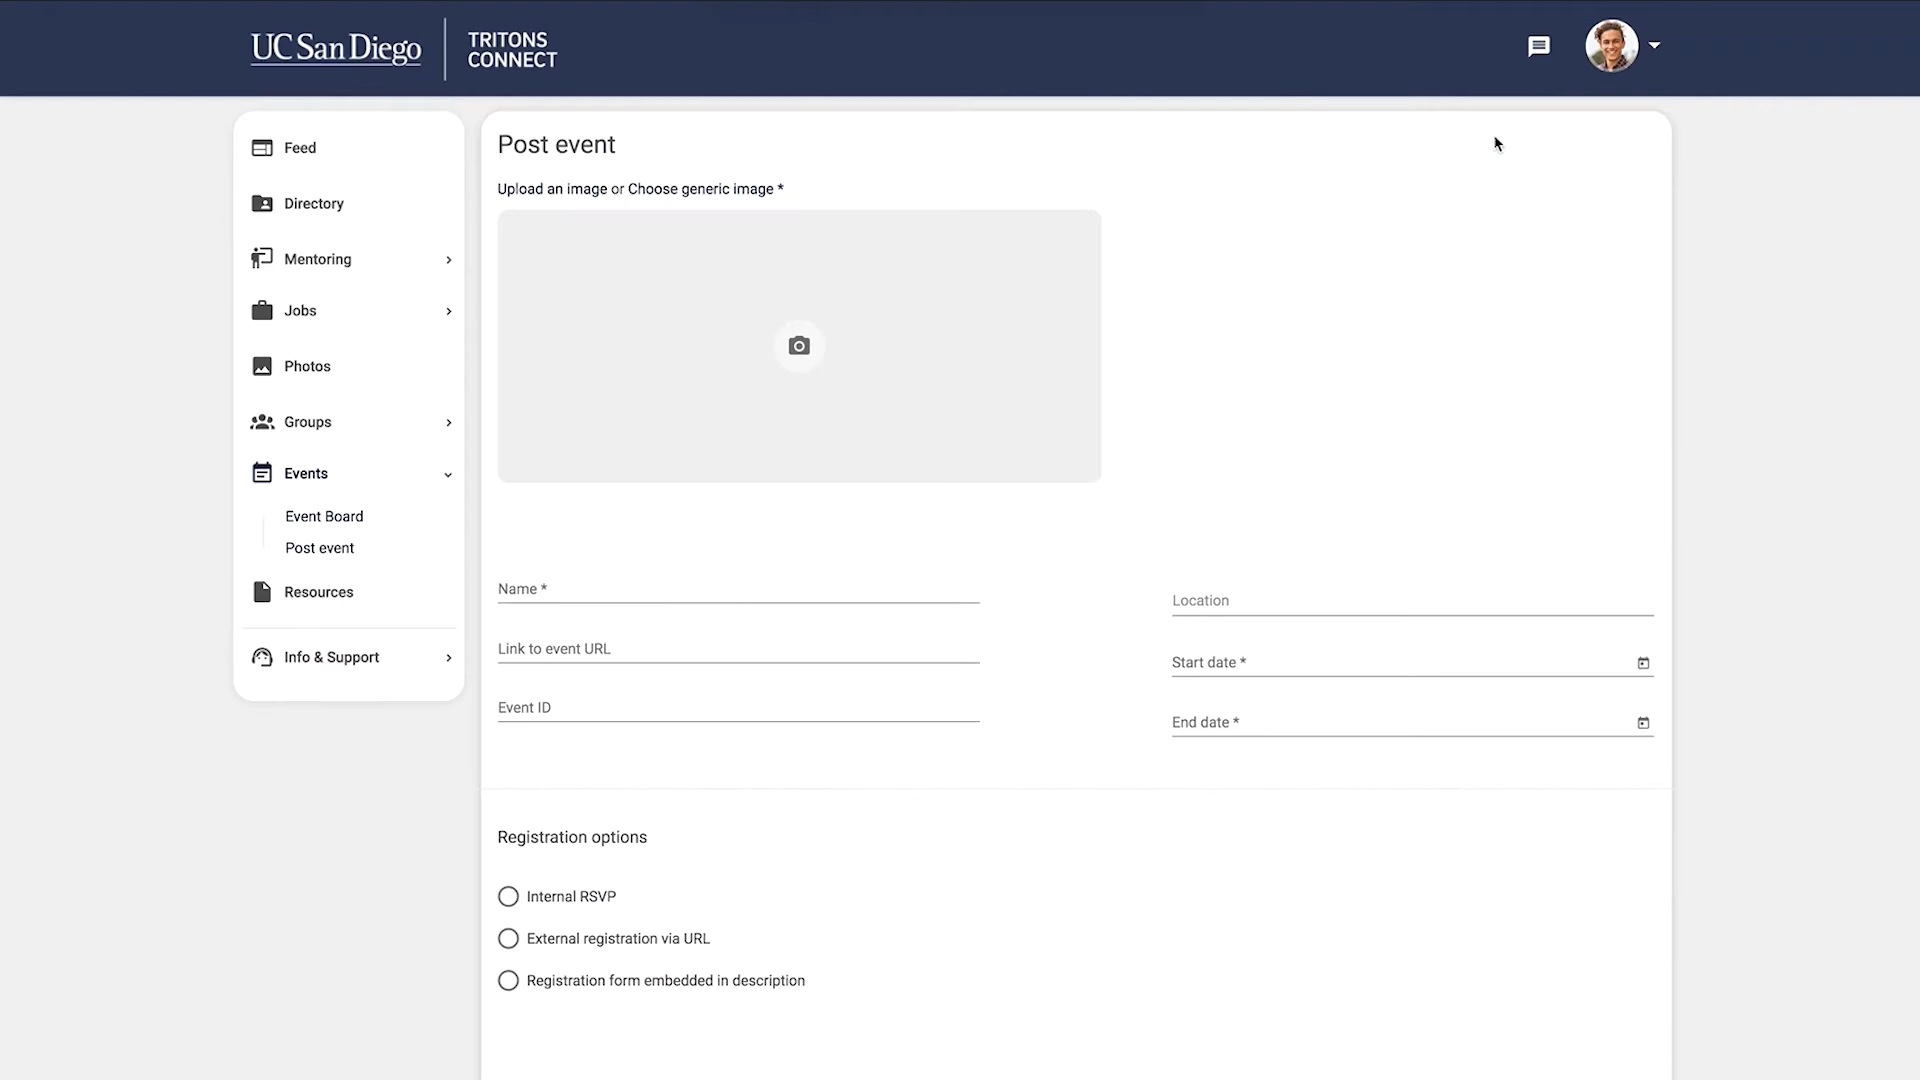 UC San Diego
TRITONS
CONNECT
Feed
Directory
Mentoring
Jobs
Photos
Groups
Events
Event Board
Post event
Resources
Info & Support
Post event
Upload an image or Choose generic image *
Name *
Link to event URL
Event ID
Location
Start date *
End date *
Registration options
Internal RSVP
External registration via URL
Registration form embedded in description